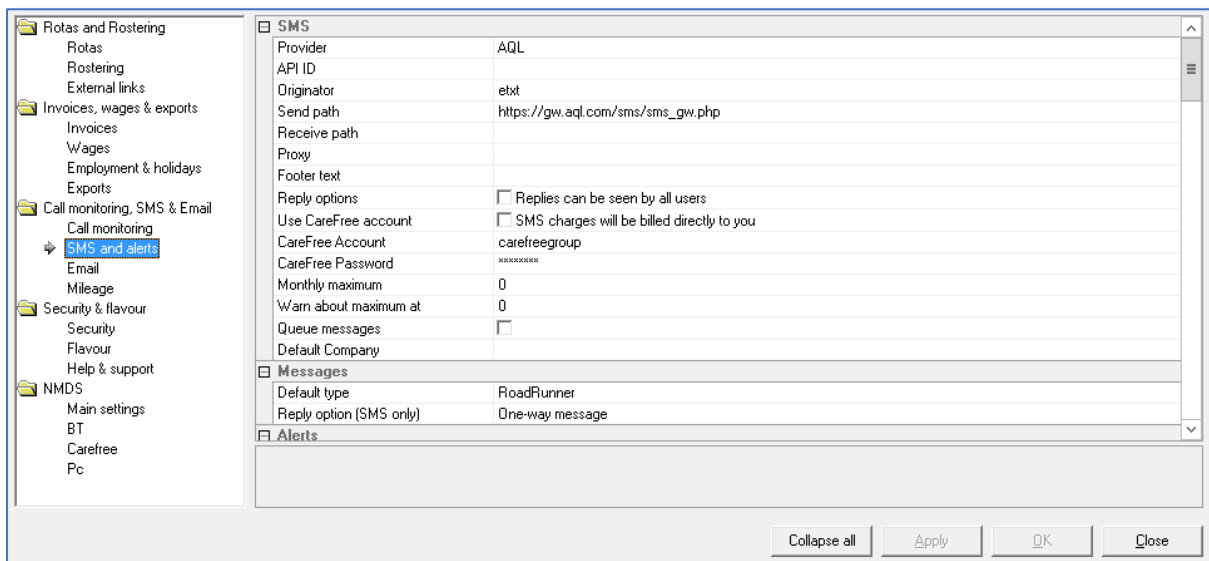 Rotas and Rostering
Rotas
Rostering
External links
Invoices, wages & exports
Invoices
Wages
Employment & holidays
Exports
Call monitoring, SMS & Email
Call monitoring
SMS and alerts
Email
Mileage
Security & flavour
Security
Flavour
Help & support
NMDS
Main settings
BT
Carefree
Pc
SMS
Provider AQL
API ID
Originator etxt
Send path https://gw.aql.com/sms/sms_gw.php
Receive path
Proxy
Footer text
Reply options Replies can be seen by all users
Use CareFree account SMS charges will be billed directly to you
CareFree Account carefreegroup
CareFree Password ********
Monthly maximum 0
Warn about maximum at 0
Queue messages
Default Company
Messages
Default type RoadRunner
Reply option (SMS only) One-way message
Alerts
Collapse all Apply OK Close